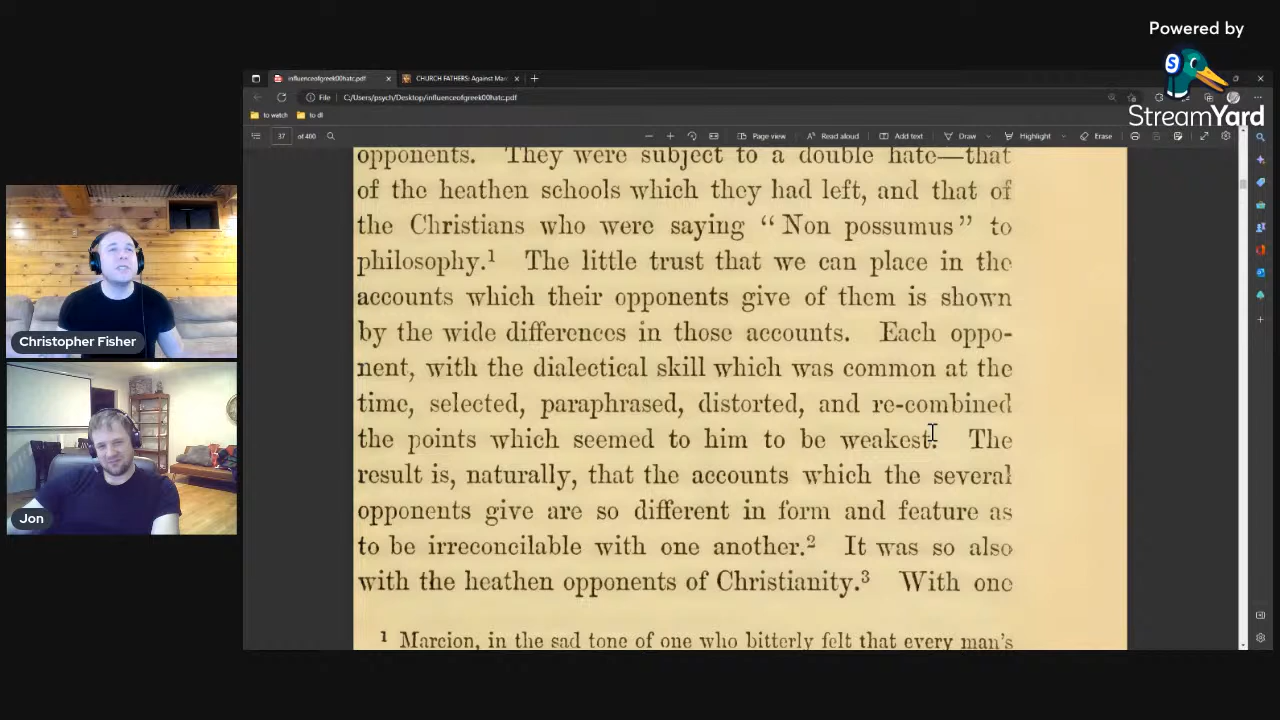 Powered by
StreamYard
influenceofgreek00hatc.pdf
CHURCH FATHERS: Against Mar
File
C:/Users/psych/Desktop/influenceofgreek00hatc.pdf
to watch
to dl
37
of 400
Page view
Read aloud
Add text
Draw
Highlight
Erase
opponents. They were subject to a double hate—that
of the heathen schools which they had left, and that of
the Christians who were saying “Non possumus” to
philosophy.¹ The little trust that we can place in the
accounts which their opponents give of them is shown
by the wide differences in those accounts. Each oppo-
nent, with the dialectical skill which was common at the
time, selected, paraphrased, distorted, and re-combined
the points which seemed to him to be weakest. The
result is, naturally, that the accounts which the several
opponents give are so different in form and feature as
to be irreconcilable with one another.² It was so also
with the heathen opponents of Christianity.³ With one
¹ Marcion, in the sad tone of one who bitterly felt that every man's
Christopher Fisher
Jon